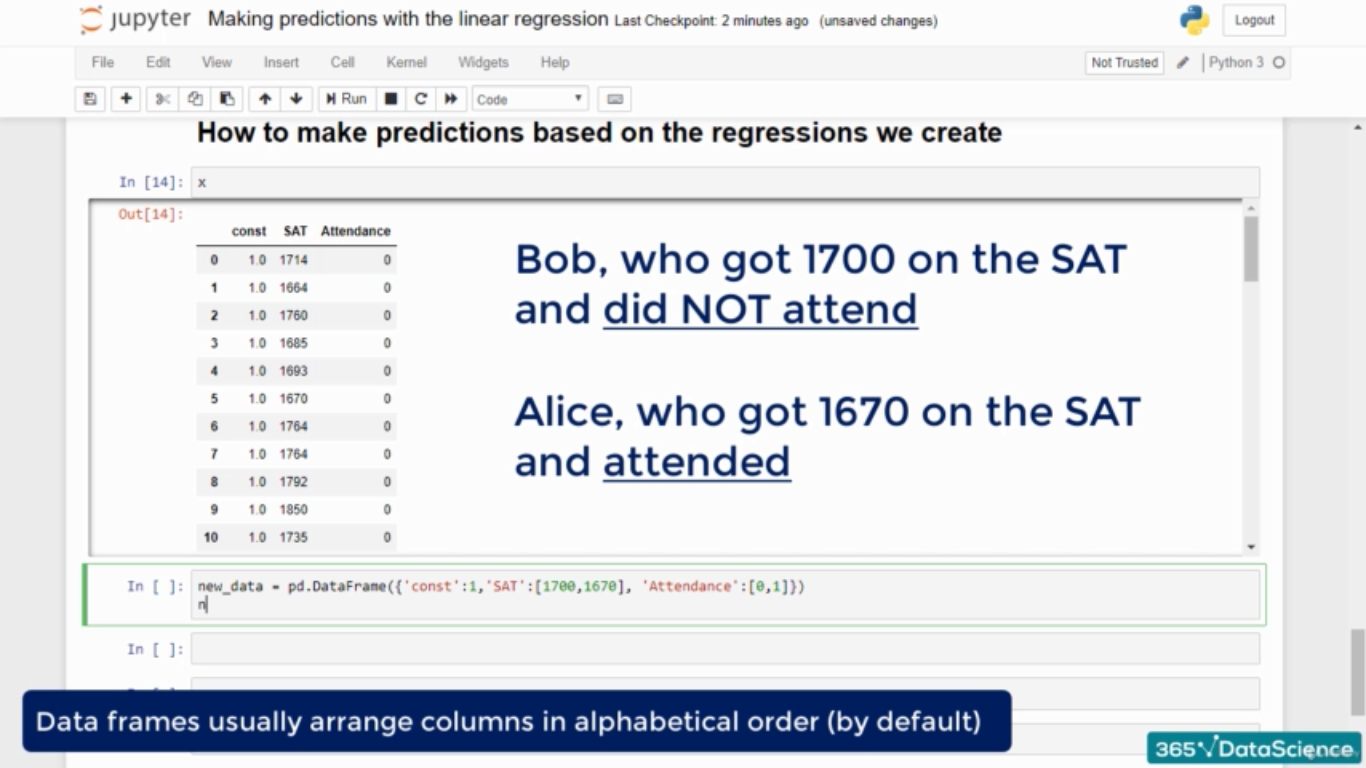 jupyter Making predictions with the linear regression Last Checkpoint: 2 minutes ago (unsaved changes) Logout
File Edit View Insert Cell Kernel Widgets Help Not Trusted Python 3
Run Code
How to make predictions based on the regressions we create
In [14]: x
Out[14]:
const SAT Attendance
0 1.0 1714 0
1 1.0 1664 0
2 1.0 1760 0
3 1.0 1685 0
4 1.0 1693 0
5 1.0 1670 0
6 1.0 1764 0
7 1.0 1764 0
8 1.0 1792 0
9 1.0 1850 0
10 1.0 1735 0
Bob, who got 1700 on the SAT
and did NOT attend
Alice, who got 1670 on the SAT
and attended
In [ ]: new_data = pd.DataFrame({'const':1,'SAT':[1700,1670], 'Attendance':[0,1]})
n
In [ ]:
Data frames usually arrange columns in alphabetical order (by default)
365 DataScience